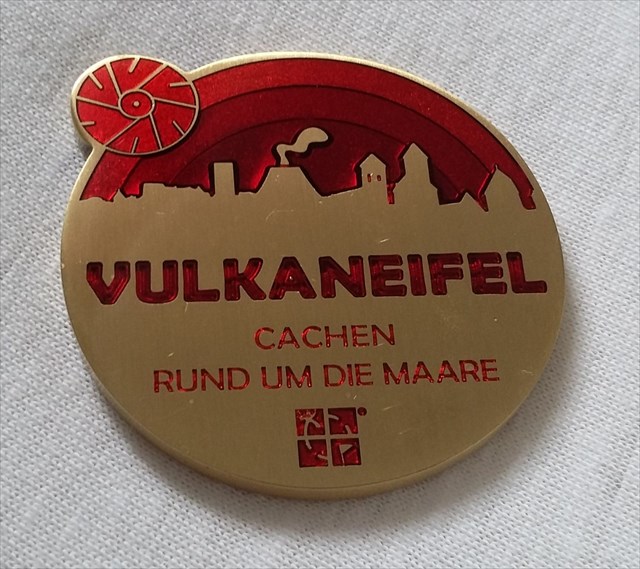 VULKANEIFEL
CACHEN
RUND UM DIE MAARE
®